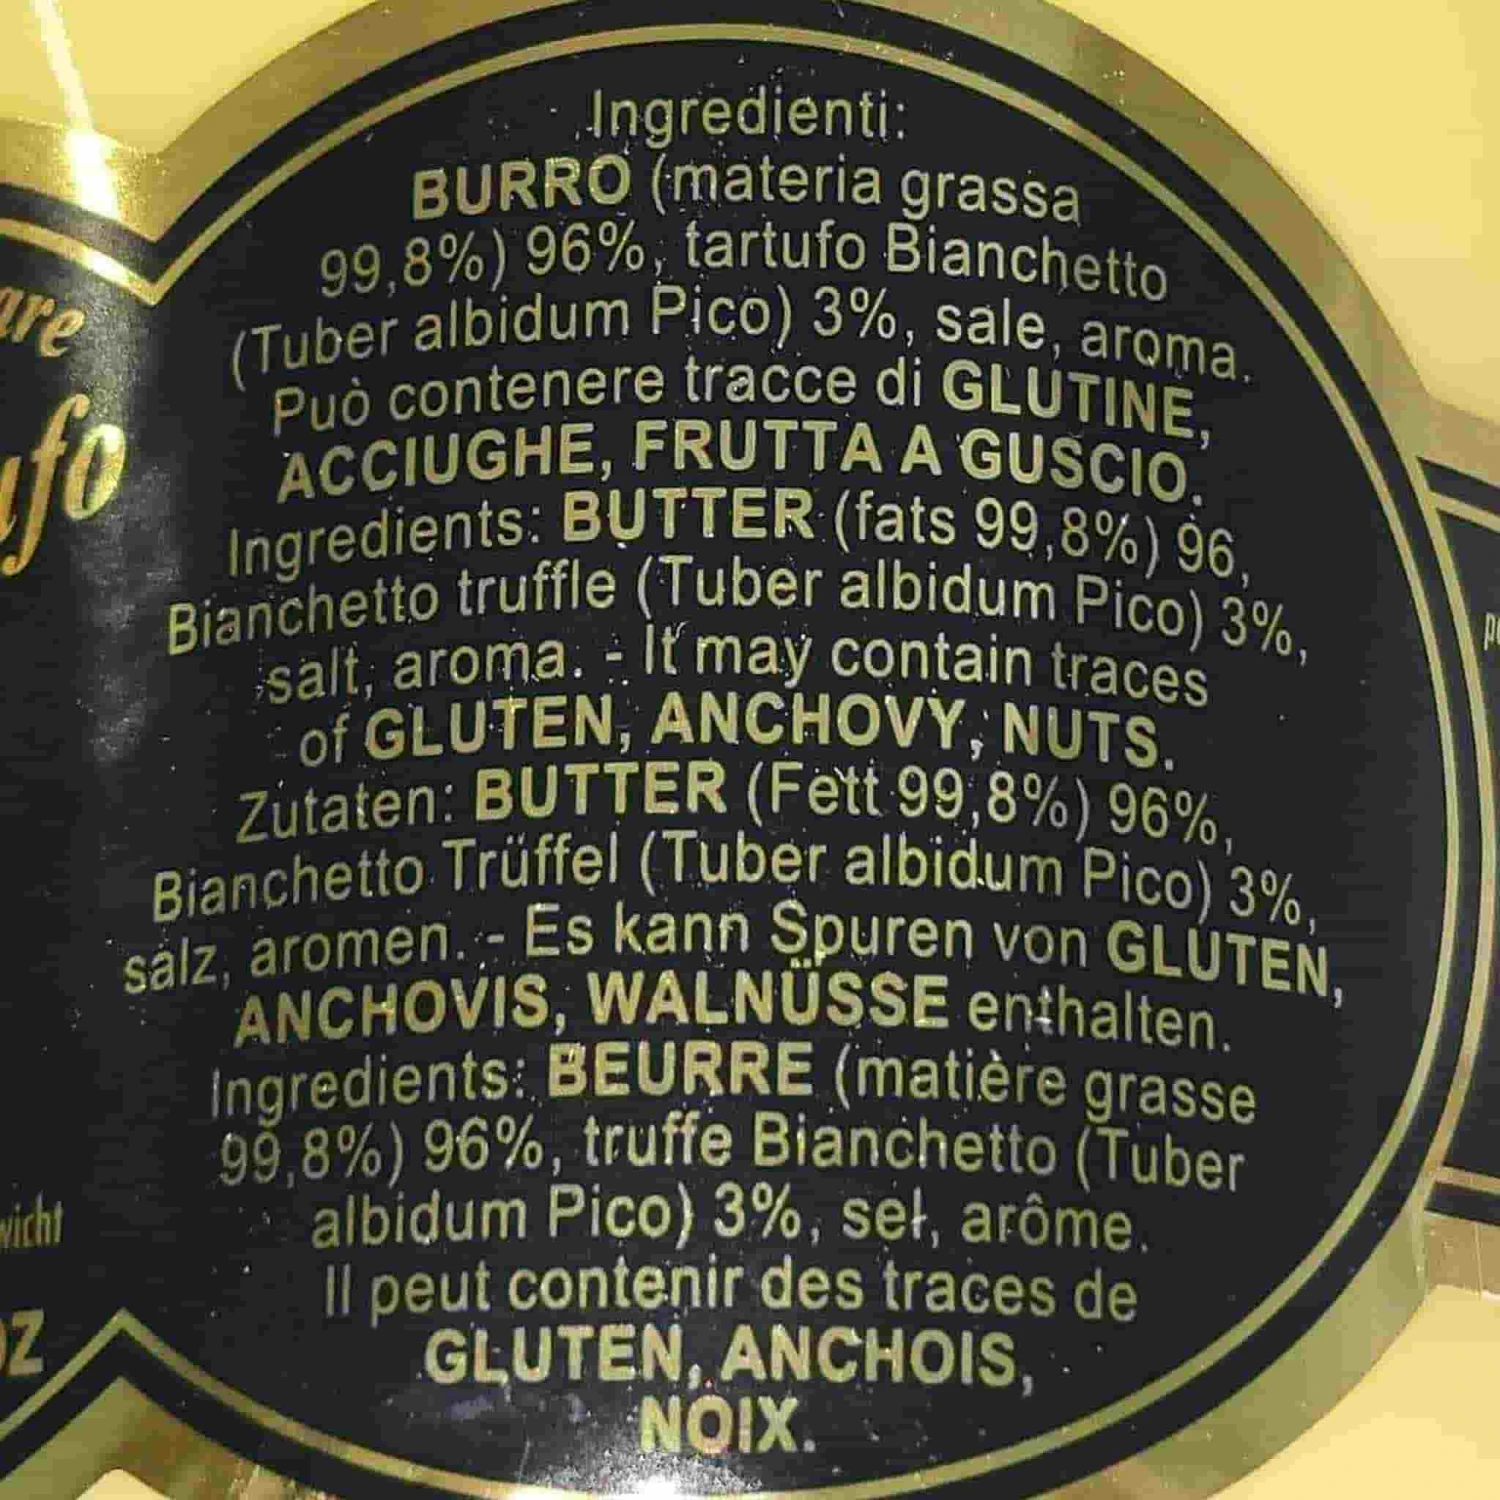 Ingredienti:
BURRO (materia grassa
99,8%) 96%, tartufo Bianchetto
(Tuber albidum Pico) 3%, sale, aroma.
Può contenere tracce di GLUTINE,
ACCIUGHE, FRUTTA A GUSCIO.
Ingredients: BUTTER (fats 99,8%) 96,
Bianchetto truffle (Tuber albidum Pico) 3%,
salt, aroma. - It may contain traces
of GLUTEN, ANCHOVY, NUTS.
Zutaten: BUTTER (Fett 99,8%) 96%,
Bianchetto Trüffel (Tuber albidum Pico) 3%,
salz, aromen. - Es kann Spuren von GLUTEN,
ANCHOVIS, WALNÜSSE enthalten.
Ingredients: BEURRE (matière grasse
99,8%) 96%, truffe Bianchetto (Tuber
albidum Pico) 3%, sel, arôme.
Il peut contenir des traces de
GLUTEN, ANCHOIS,
NOIX.